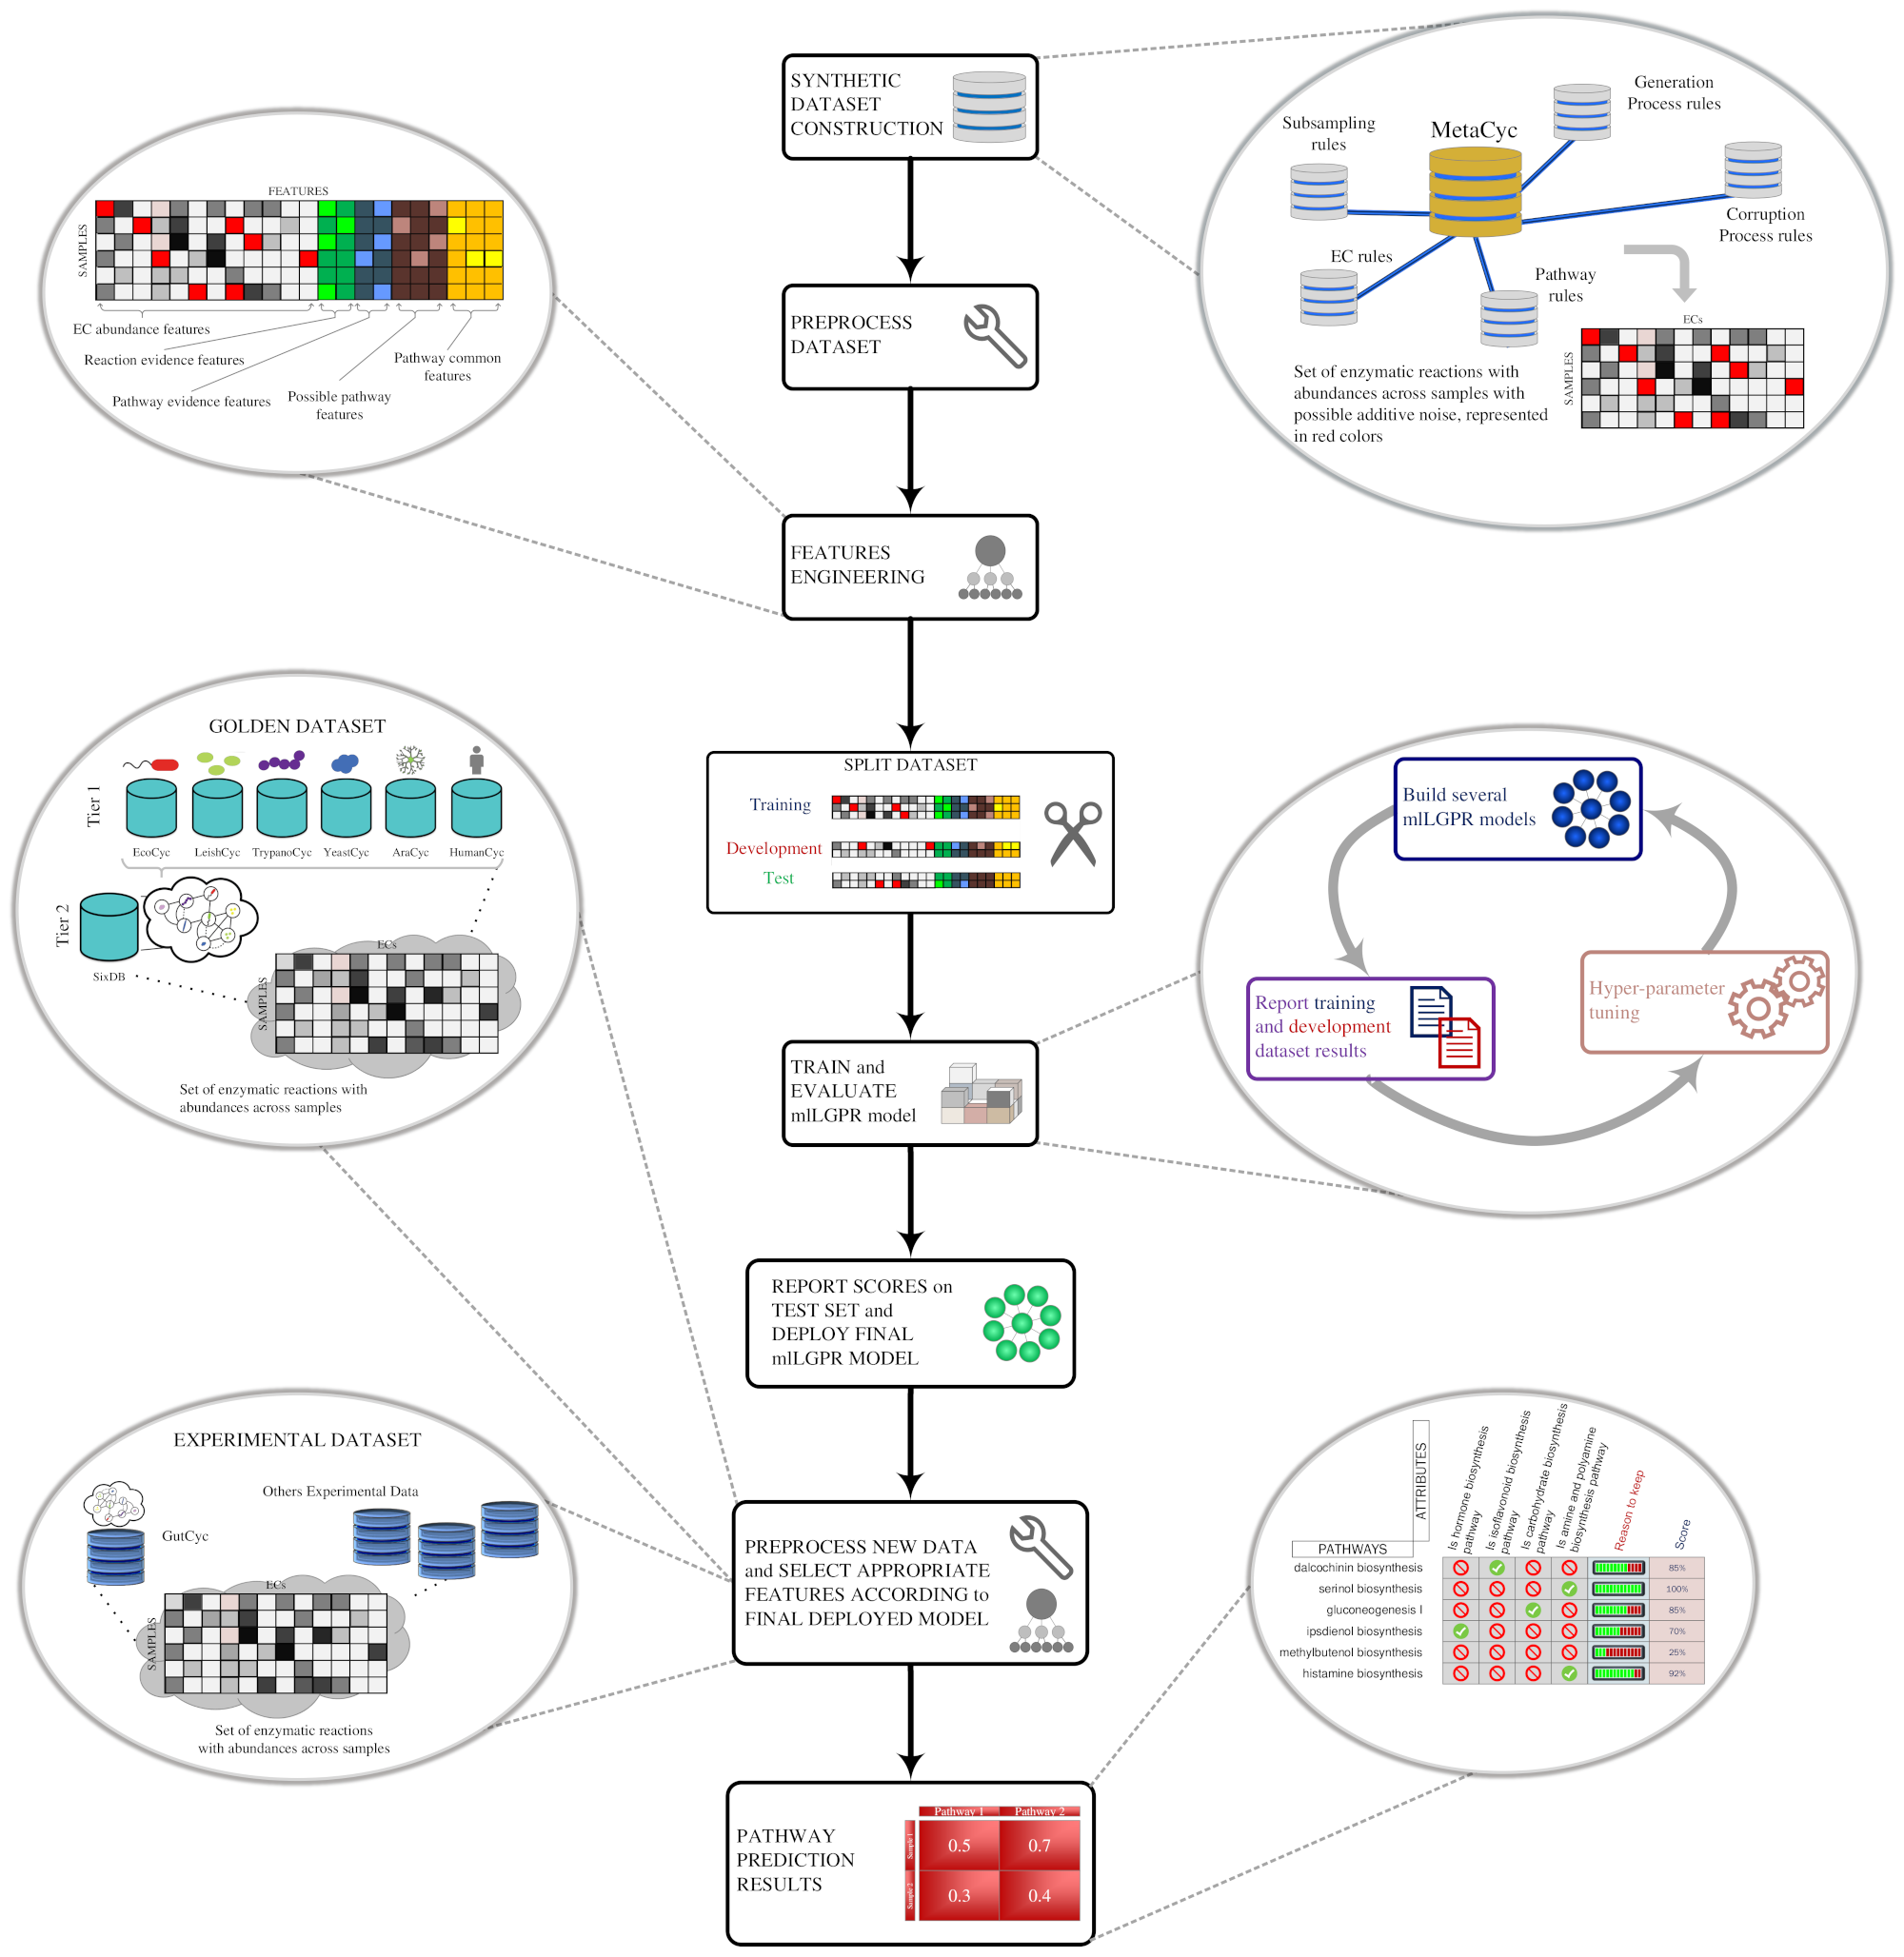 SYNTHETIC
DATASET
CONSTRUCTION
Subsampling
rules
MetaCyc
Generation
Process rules
Corruption
Process rules
EC rules
Pathway
rules
ECs
SAMPLES
Set of enzymatic reactions with
abundances across samples with
possible additive noise, represented
in red colors
PREPROCESS
DATASET
FEATURES
SAMPLES
EC abundance features
Reaction evidence features
Pathway evidence features
Possible pathway
features
Pathway common
features
FEATURES
ENGINEERING
SPLIT DATASET
Training
Development
Test
GOLDEN DATASET
Tier 1
EcoCyc
LeishCyc
TrypanoCyc
YeastCyc
AraCyc
HumanCyc
Tier 2
SixDB
ECs
SAMPLES
Set of enzymatic reactions with
abundances across samples
TRAIN and
EVALUATE
mlLGPR model
Build several
mlLGPR models
Report training
and development
dataset results
Hyper-parameter
tuning
REPORT SCORES on
TEST SET and
DEPLOY FINAL
mlLGPR MODEL
EXPERIMENTAL DATASET
GutCyc
Others Experimental Data
ECs
SAMPLES
Set of enzymatic reactions
with abundances across samples
PREPROCESS NEW DATA
and SELECT APPROPRIATE
FEATURES ACCORDING to
FINAL DEPLOYED MODEL
ATTRIBUTES
PATHWAYS
Is hormone biosynthesis
pathway
Is isoflavonoid biosynthesis
pathway
Is carbohydrate biosynthesis
pathway
Is amine and polyamine
biosynthesis pathway
Reason to keep
Score
dalcochinin biosynthesis 85%
serinol biosynthesis 100%
gluconeogenesis I 85%
ipsdienol biosynthesis 70%
methylbutenol biosynthesis 25%
histamine biosynthesis 92%
PATHWAY
PREDICTION
RESULTS
Pathway 1 Pathway 2
Sample 1 0.5 0.7
Sample 2 0.3 0.4